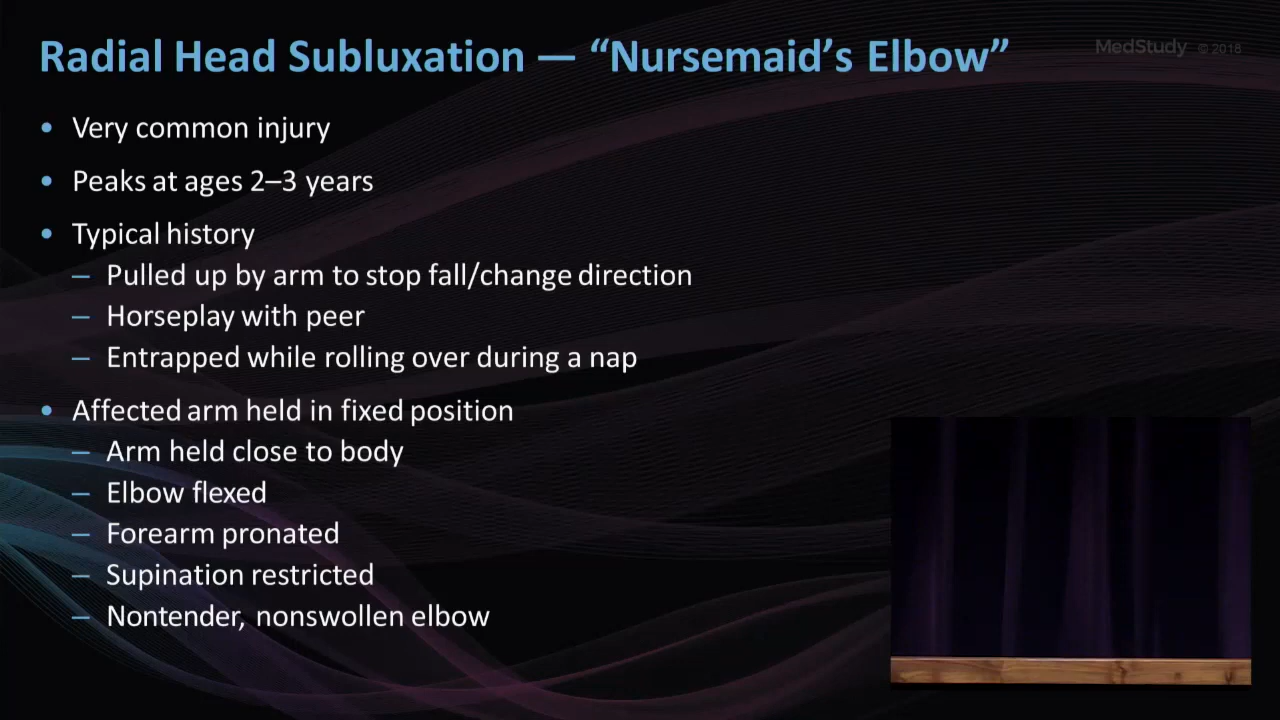 Radial Head Subluxation — “Nursemaid’s Elbow”
MedStudy © 2016
• Very common injury
• Peaks at ages 2–3 years
• Typical history
– Pulled up by arm to stop fall/change direction
– Horseplay with peer
– Entrapped while rolling over during a nap
• Affected arm held in fixed position
– Arm held close to body
– Elbow flexed
– Forearm pronated
– Supination restricted
– Nontender, nonswollen elbow